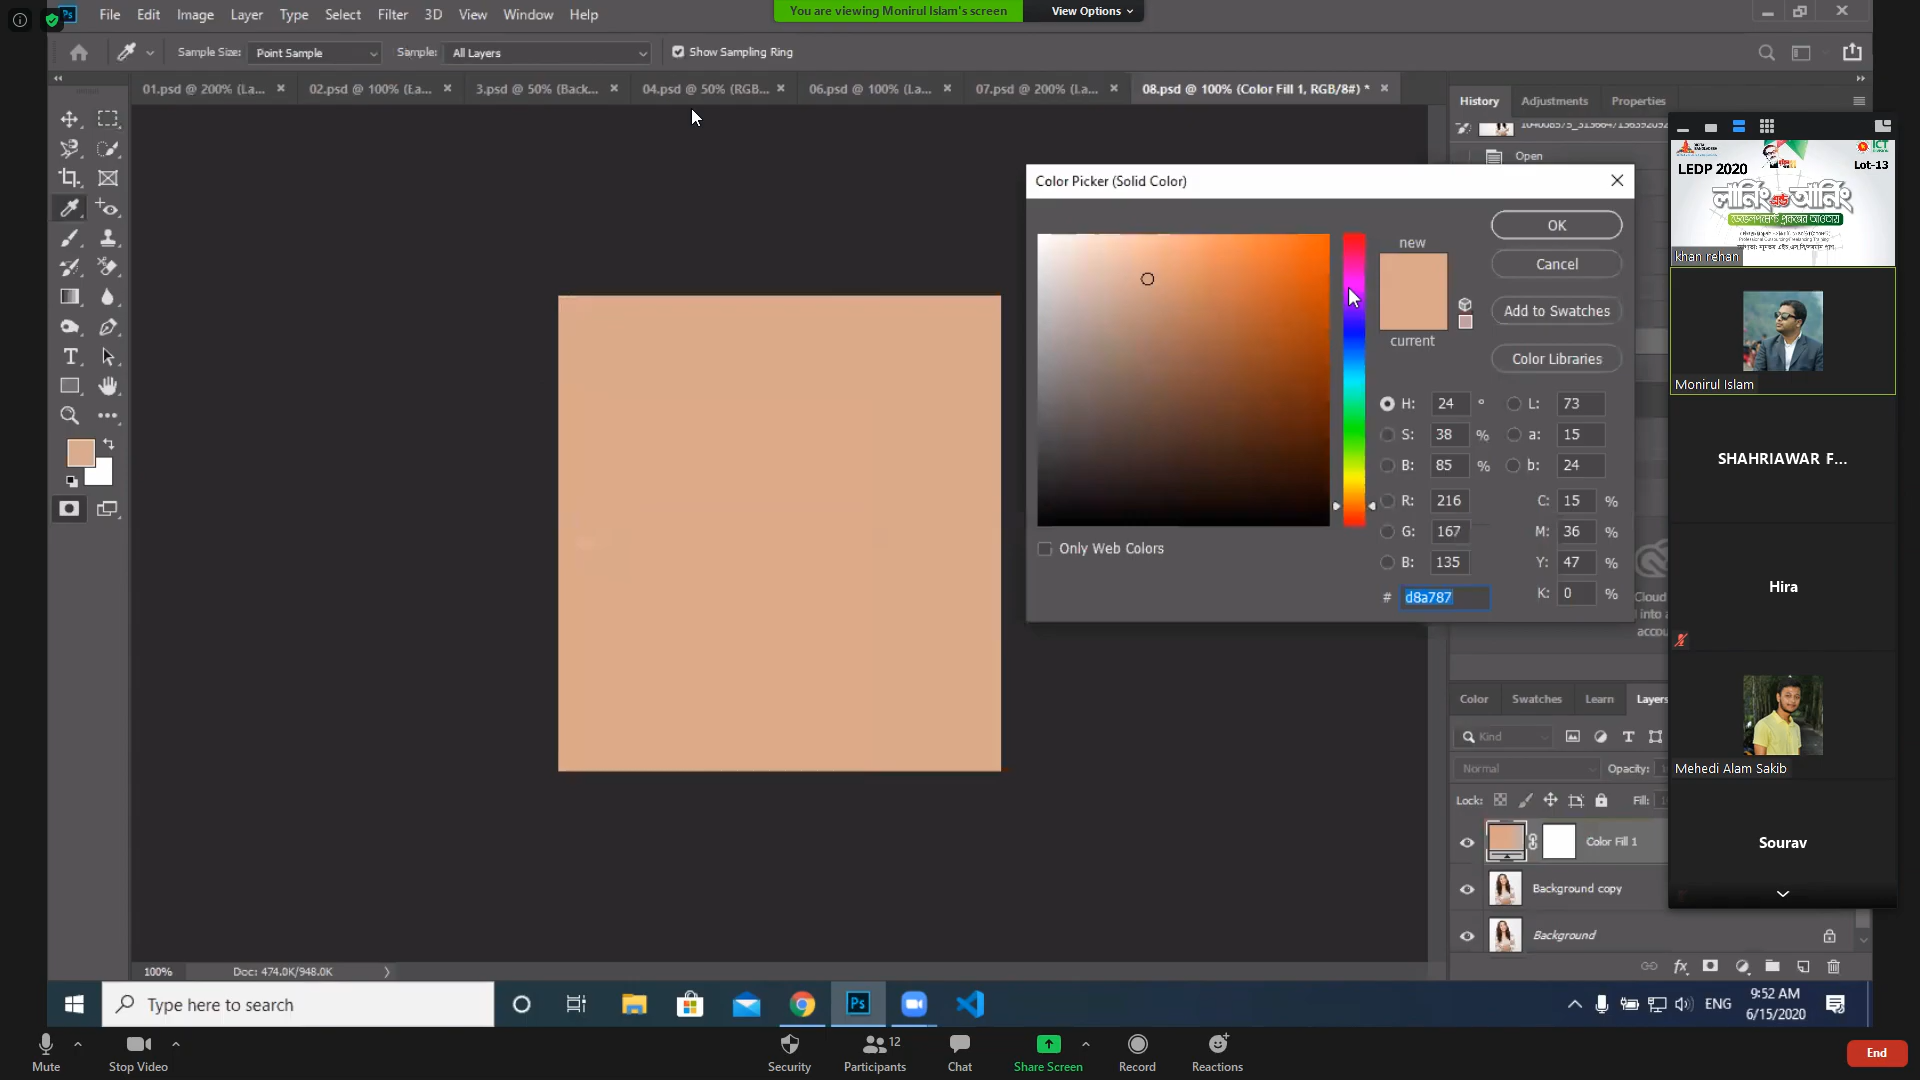 File Edit Image Layer Type Select Filter 3D View Window Help
You are viewing Monirul Islam's screen
View Options
Sample Size: Point Sample
Sample: All Layers
Show Sampling Ring
01.psd @ 200% (La...
02.psd @ 100% (La...
3.psd @ 50% (Back...
04.psd @ 50% (RGB...
06.psd @ 100% (La...
07.psd @ 200% (La...
08.psd @ 100% (Color Fill 1, RGB/8#) *
History Adjustments Properties
Open
Color Picker (Solid Color)
new
current
OK
Cancel
Add to Swatches
Color Libraries
H: 24 °
S: 38 %
B: 85 %
R: 216
G: 167
B: 135
# d8a787
L: 73
a: 15
b: 24
C: 15 %
M: 36 %
Y: 47 %
K: 0 %
Only Web Colors
Cloud
into
accou
LEDP 2020
ICT
Lot-13
লার্নিং এন্ড আর্নিং
ডেভেলপমেন্ট প্রকল্পের আওতায়
khan rehan
Monirul Islam
SHAHRIAWAR F...
Hira
Mehedi Alam Sakib
Sourav
Color Swatches Learn Layers
Kind
Normal
Opacity:
Lock:
Fill:
Color Fill 1
Background copy
Background
100%
Doc: 474.0K/948.0K
Type here to search
Ps
ENG
9:52 AM
6/15/2020
Mute
Stop Video
Security
Participants
12
Chat
Share Screen
Record
Reactions
End